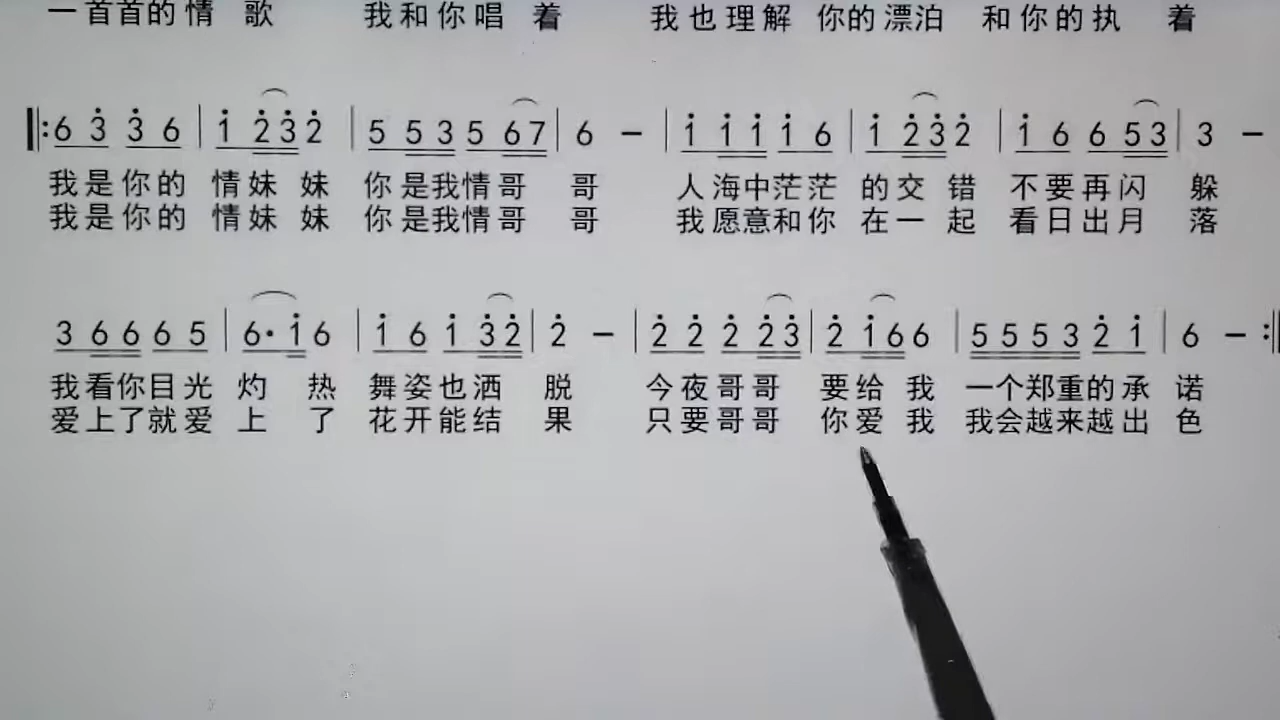 一首首的情 歌 我和你唱 着 我也理解 你的漂泊 和你的执 着
‖:6 3̇ 3̇ 6 | 1̇ 2̇3̇ 2̇ | 5 5 3 5 6 7 | 6 — | 1̇ 1̇ 1̇ 1̇ 6 | 1̇ 2̇3̇ 2̇ | 1̇ 6 6 5 3 | 3 —
我是你的 情妹 妹 你是我情哥 哥 人海中茫茫 的交 错 不要再闪 躲
我是你的 情妹 妹 你是我情哥 哥 我愿意和你 在一 起 看日出月 落
3 6 6 6 5 | 6· 1̇ 6 | 1̇ 6 1̇ 3̇ 2̇ | 2̇ — | 2̇ 2̇ 2̇ 2̇ 3̇ | 2̇ 1̇ 6 6 | 5 5 5 3 2̇ 1̇ | 6 — :‖
我看你目光 灼 热 舞姿也洒 脱 今夜哥哥 要给 我 一个郑重的承 诺
爱上了就爱 上 了 花开能结 果 只要哥哥 你爱 我 我会越来越出 色